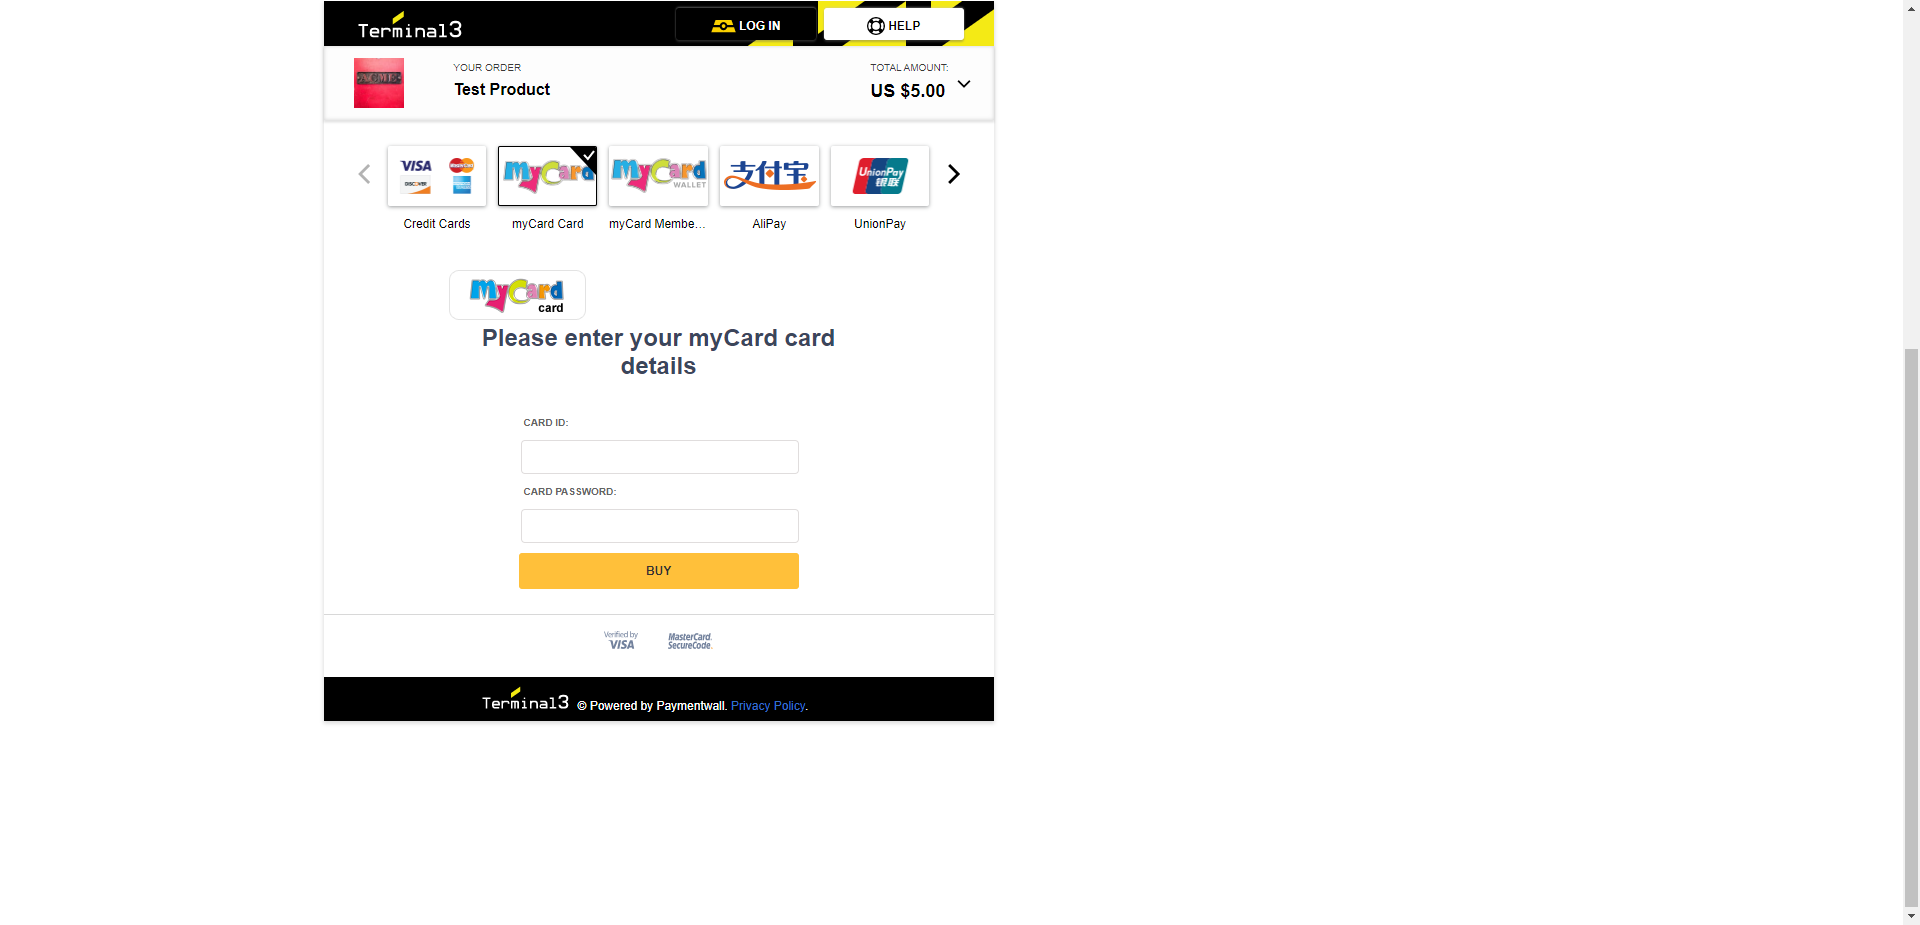 Terminal3
LOG IN
HELP
ACME
YOUR ORDER
Test Product
TOTAL AMOUNT:
US $5.00
VISA
MasterCard
DISCOVER
MyCard
MyCard
WALLET
支付宝
UnionPay
银联
Credit Cards
myCard Card
myCard Membe...
AliPay
UnionPay
MyCard
card
Please enter your myCard card
details
CARD ID:
CARD PASSWORD:
BUY
Verified by
VISA
MasterCard.
SecureCode.
Terminal3 © Powered by Paymentwall. Privacy Policy.